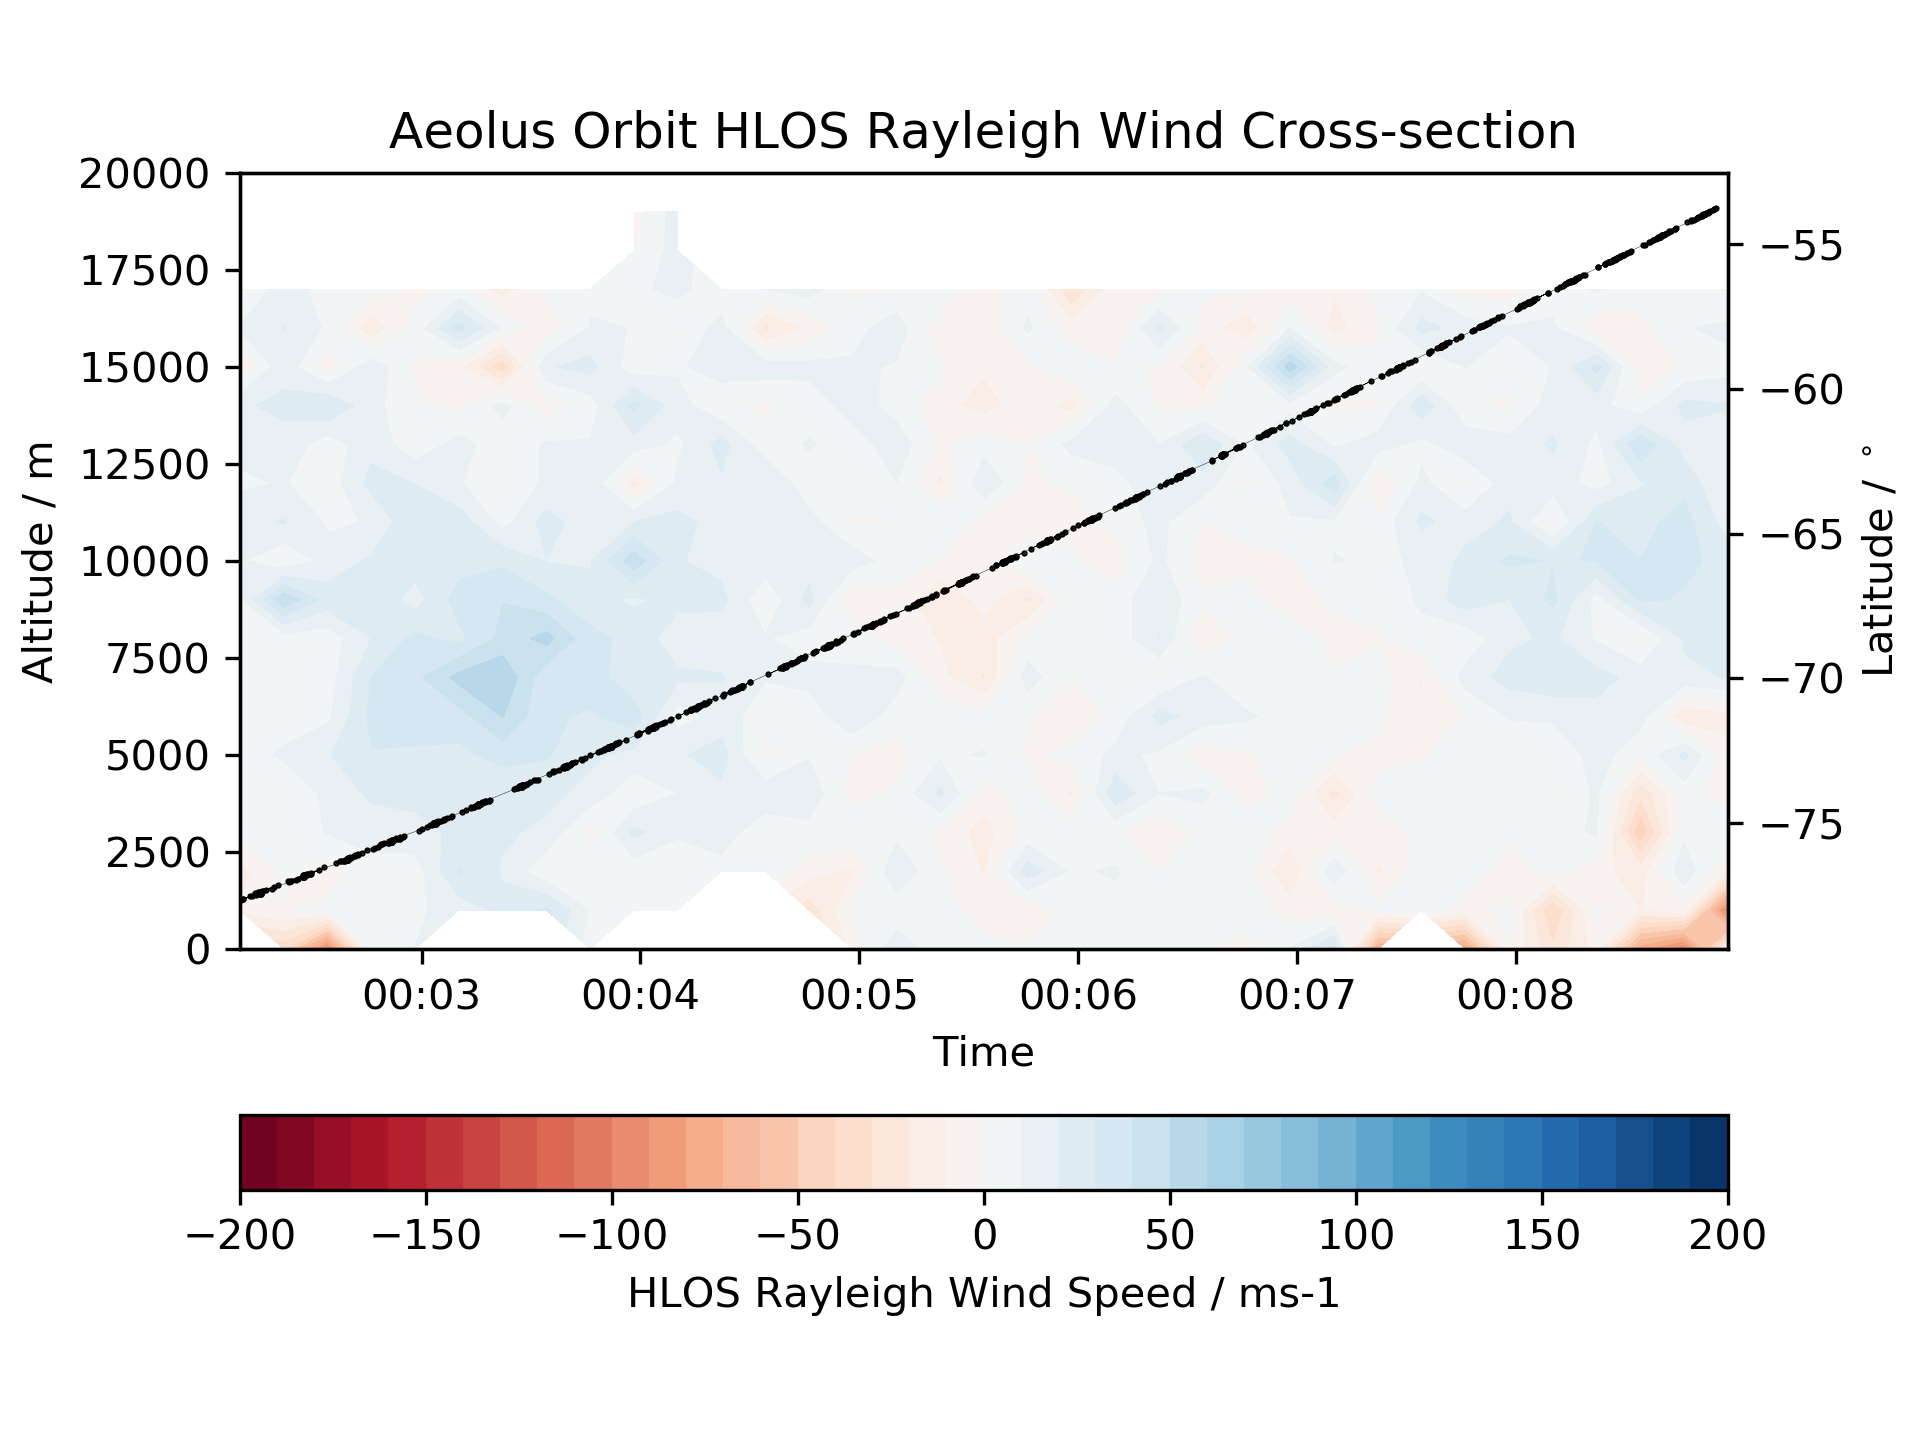 Aeolus Orbit HLOS Rayleigh Wind Cross-section
20000
17500
15000
12500
10000
7500
5000
2500
0
Altitude / m
−55
−60
−65
−70
−75
Latitude / °
00:03 00:04 00:05 00:06 00:07 00:08
Time
−200 −150 −100 −50 0 50 100 150 200
HLOS Rayleigh Wind Speed / ms-1